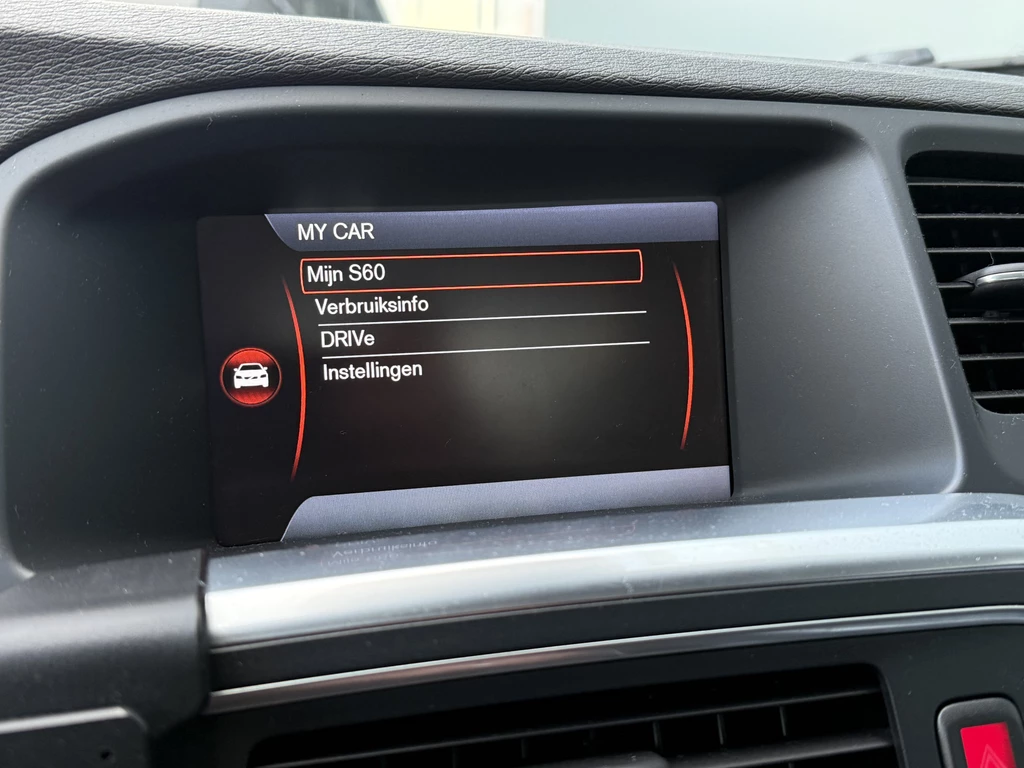 MY CAR
Mijn S60
Verbruiksinfo
DRIVe
Instellingen